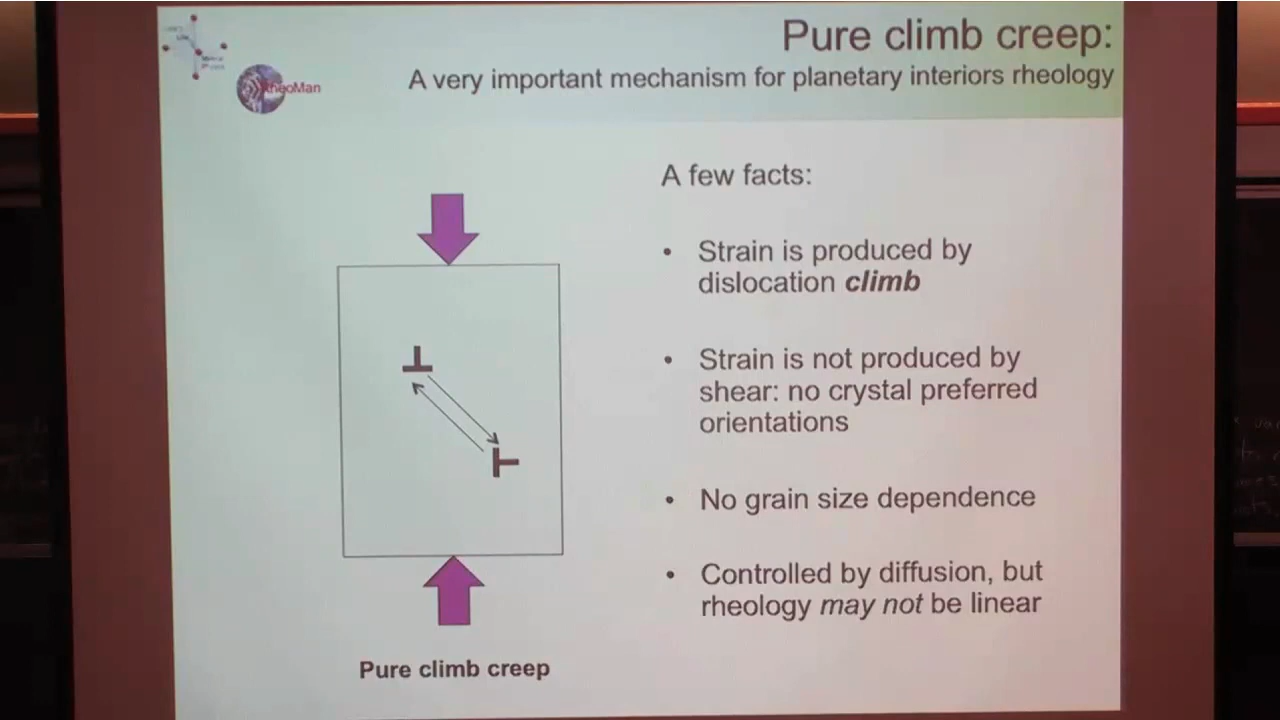 Pure climb creep:
A very important mechanism for planetary interiors rheology
rheoMan
A few facts:
• Strain is produced by
dislocation climb
• Strain is not produced by
shear: no crystal preferred
orientations
• No grain size dependence
• Controlled by diffusion, but
rheology may not be linear
Pure climb creep